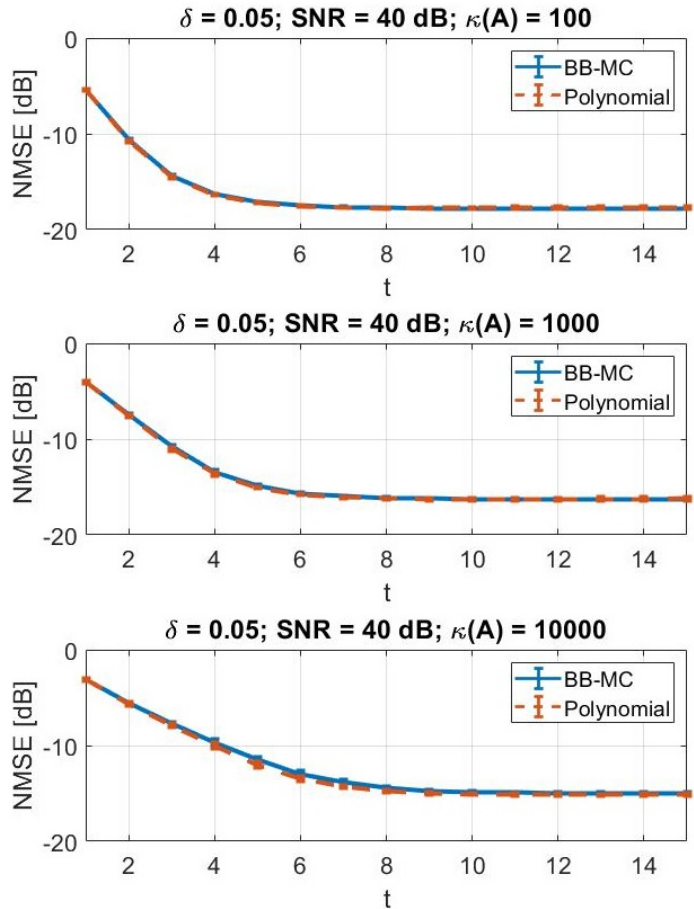 δ = 0.05; SNR = 40 dB; κ(A) = 100
NMSE [dB]
0
-10
-20
BB-MC
Polynomial
2 4 6 8 10 12 14
t
δ = 0.05; SNR = 40 dB; κ(A) = 1000
NMSE [dB]
0
-10
-20
BB-MC
Polynomial
2 4 6 8 10 12 14
t
δ = 0.05; SNR = 40 dB; κ(A) = 10000
NMSE [dB]
0
-10
-20
BB-MC
Polynomial
2 4 6 8 10 12 14
t